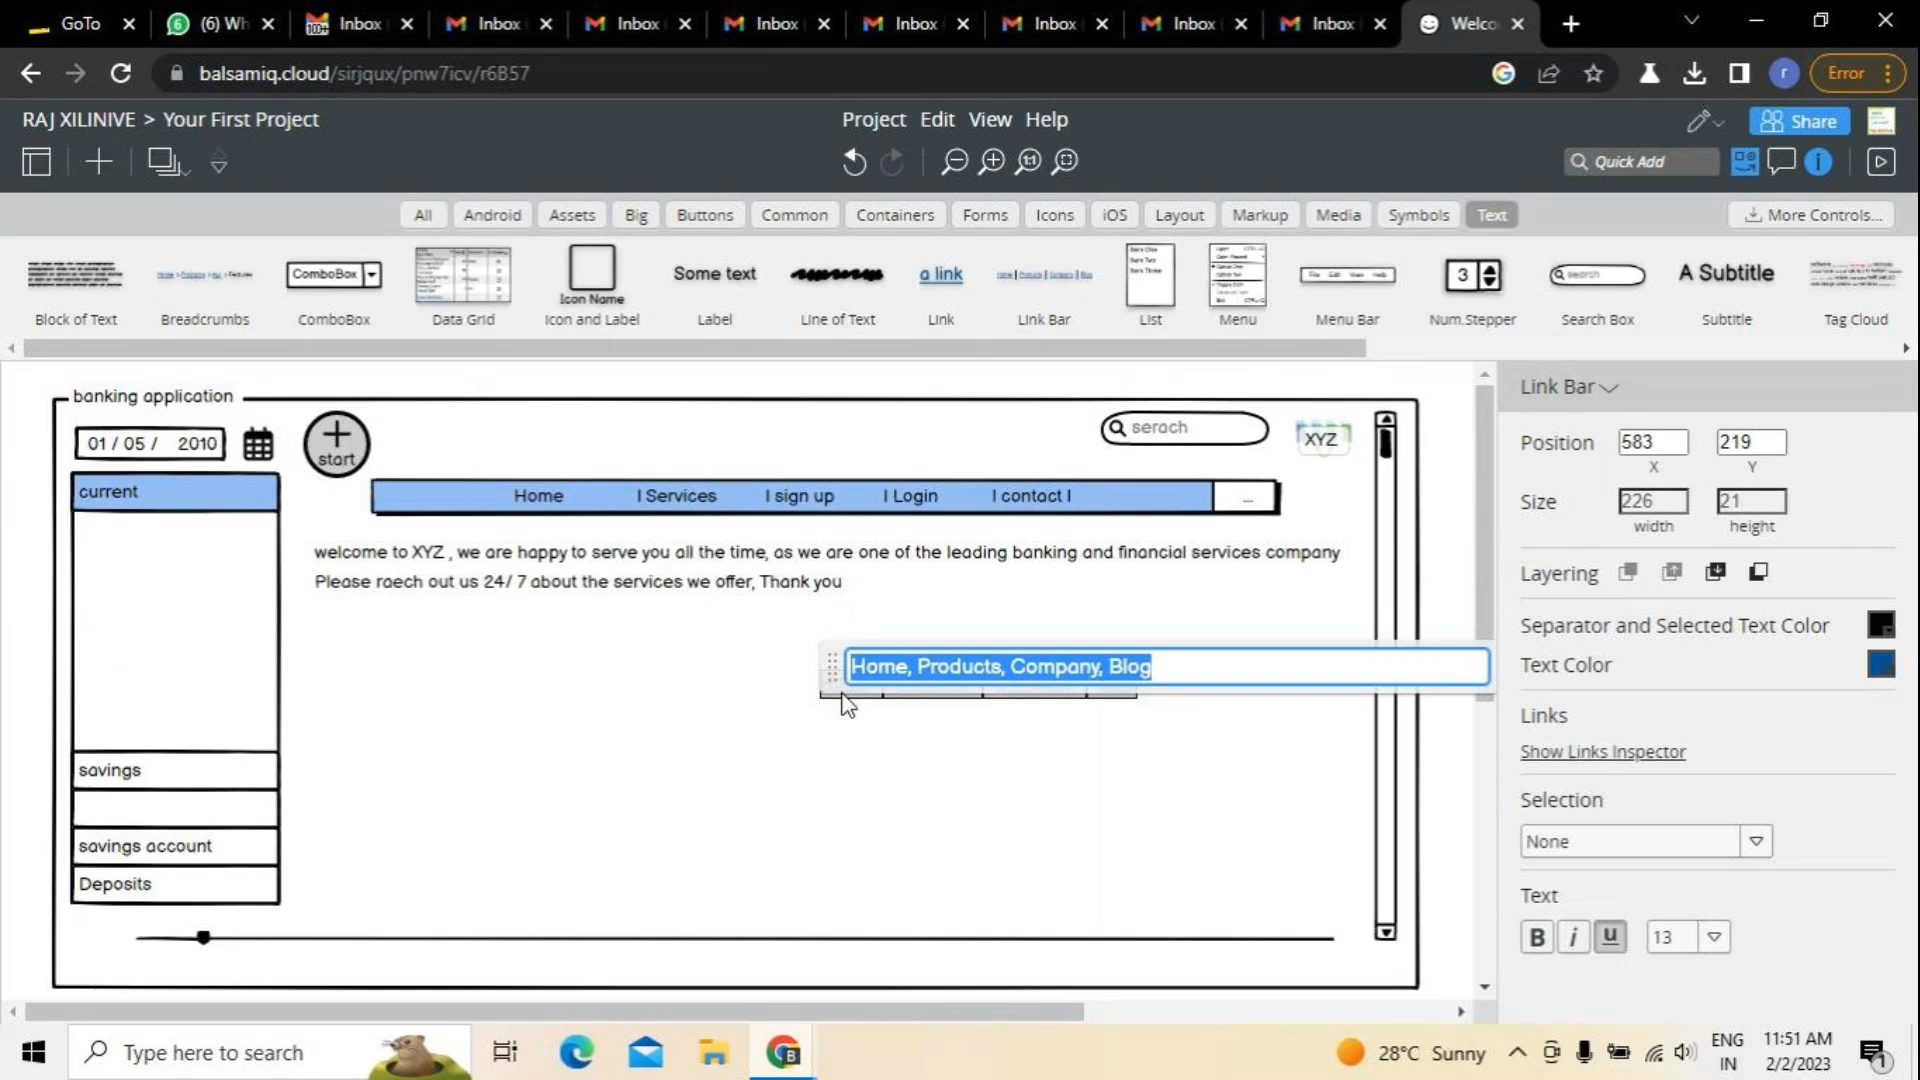 GoTo
(6) Wh
Inbox
Inbox
Inbox
Inbox
Inbox
Inbox
Inbox
Inbox
Welco
balsamiq.cloud/sirjqux/pnw7icv/r6B57
Error
RAJ XILINIVE > Your First Project
Project Edit View Help
Share
1:1
Quick Add
All Android Assets Big Buttons Common Containers Forms Icons iOS Layout Markup Media Symbols Text
More Controls...
ComboBox
Some text
a link
3
search
A Subtitle
Icon Name
Block of Text
Breadcrumbs
ComboBox
Data Grid
Icon and Label
Label
Line of Text
Link
Link Bar
List
Menu
Menu Bar
Num.Stepper
Search Box
Subtitle
Tag Cloud
banking application
01 / 05 / 2010
start
serach
XYZ
current
Home | Services | sign up | Login | contact |
...
welcome to XYZ , we are happy to serve you all the time, as we are one of the leading banking and financial services company
Please raech out us 24/ 7 about the services we offer, Thank you
Home, Products, Company, Blog
savings
savings account
Deposits
Link Bar
Position 583 219
X Y
Size 226 21
width height
Layering
Separator and Selected Text Color
Text Color
Links
Show Links Inspector
Selection
None
Text
B i u 13
Type here to search
28°C Sunny
ENG
IN
11:51 AM
2/2/2023
1